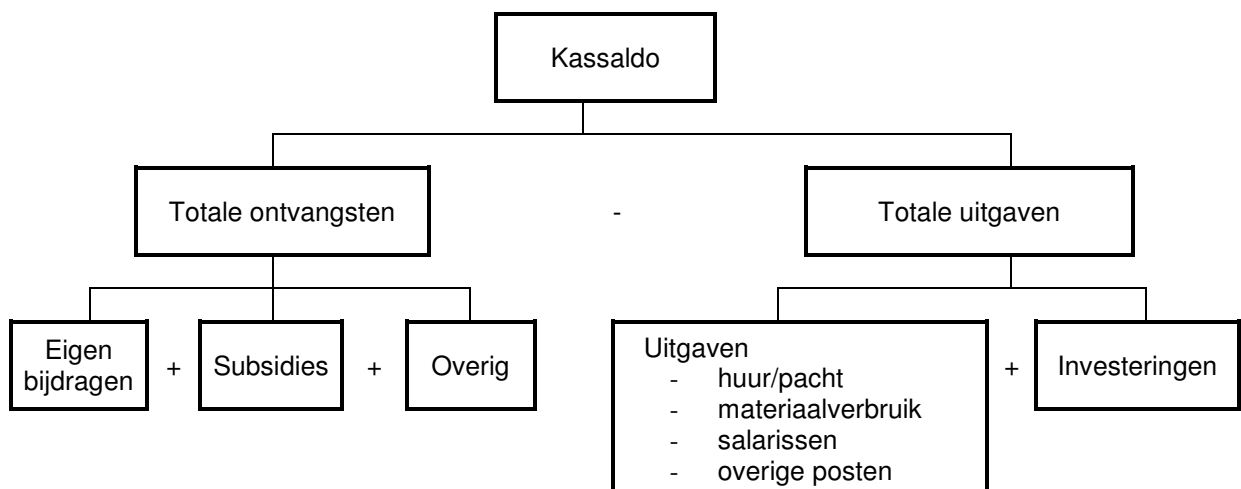 Kassaldo
Totale ontvangsten
-
Totale uitgaven
Eigen
bijdragen
+
Subsidies
+
Overig
Uitgaven
- huur/pacht
- materiaalverbruik
- salarissen
- overige posten
+
Investeringen